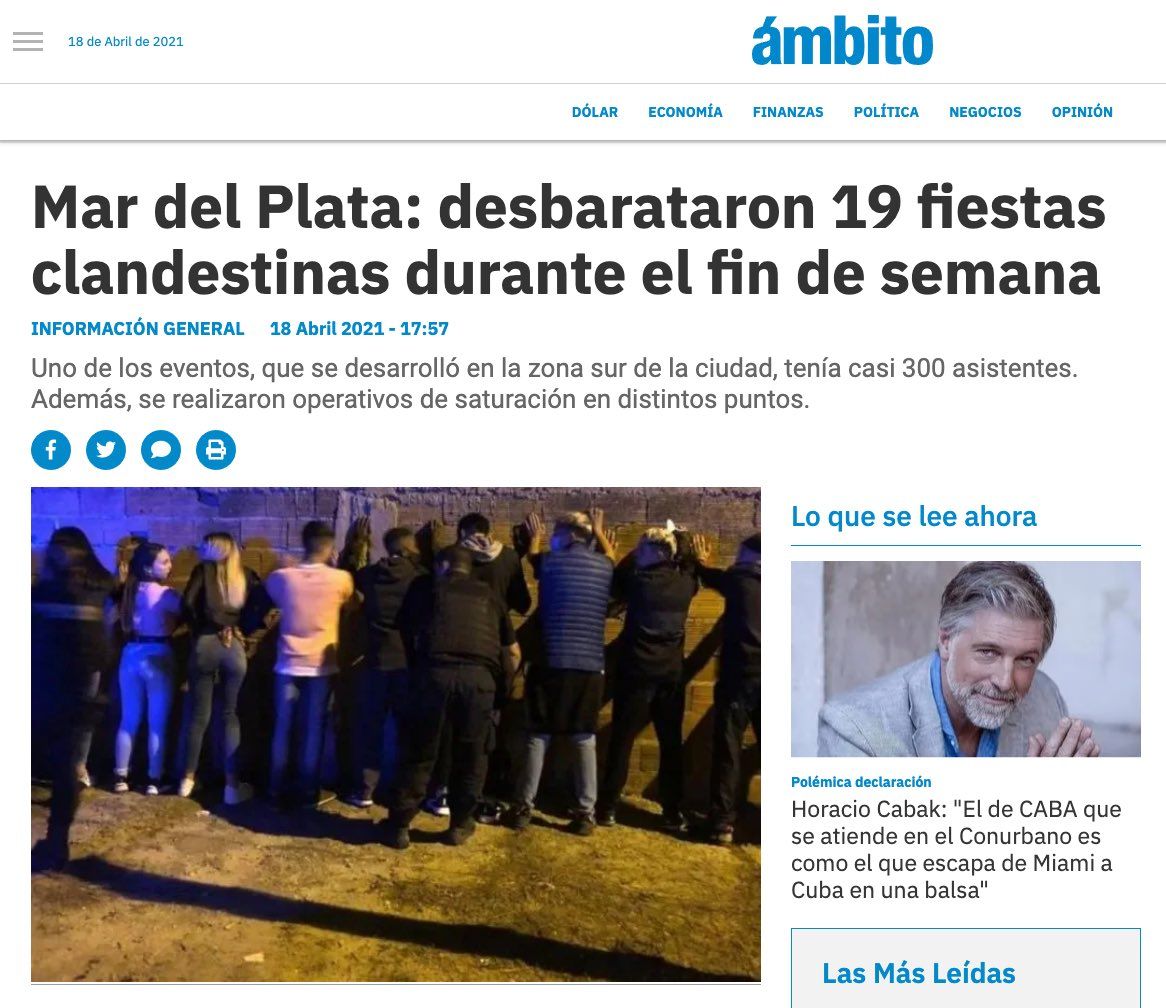 18 de Abril de 2021
ámbito
DÓLAR ECONOMÍA FINANZAS POLÍTICA NEGOCIOS OPINIÓN
Mar del Plata: desbarataron 19 fiestas
clandestinas durante el fin de semana
INFORMACIÓN GENERAL 18 Abril 2021 - 17:57
Uno de los eventos, que se desarrolló en la zona sur de la ciudad, tenía casi 300 asistentes.
Además, se realizaron operativos de saturación en distintos puntos.
Lo que se lee ahora
Polémica declaración
Horacio Cabak: "El de CABA que
se atiende en el Conurbano es
como el que escapa de Miami a
Cuba en una balsa"
Las Más Leídas